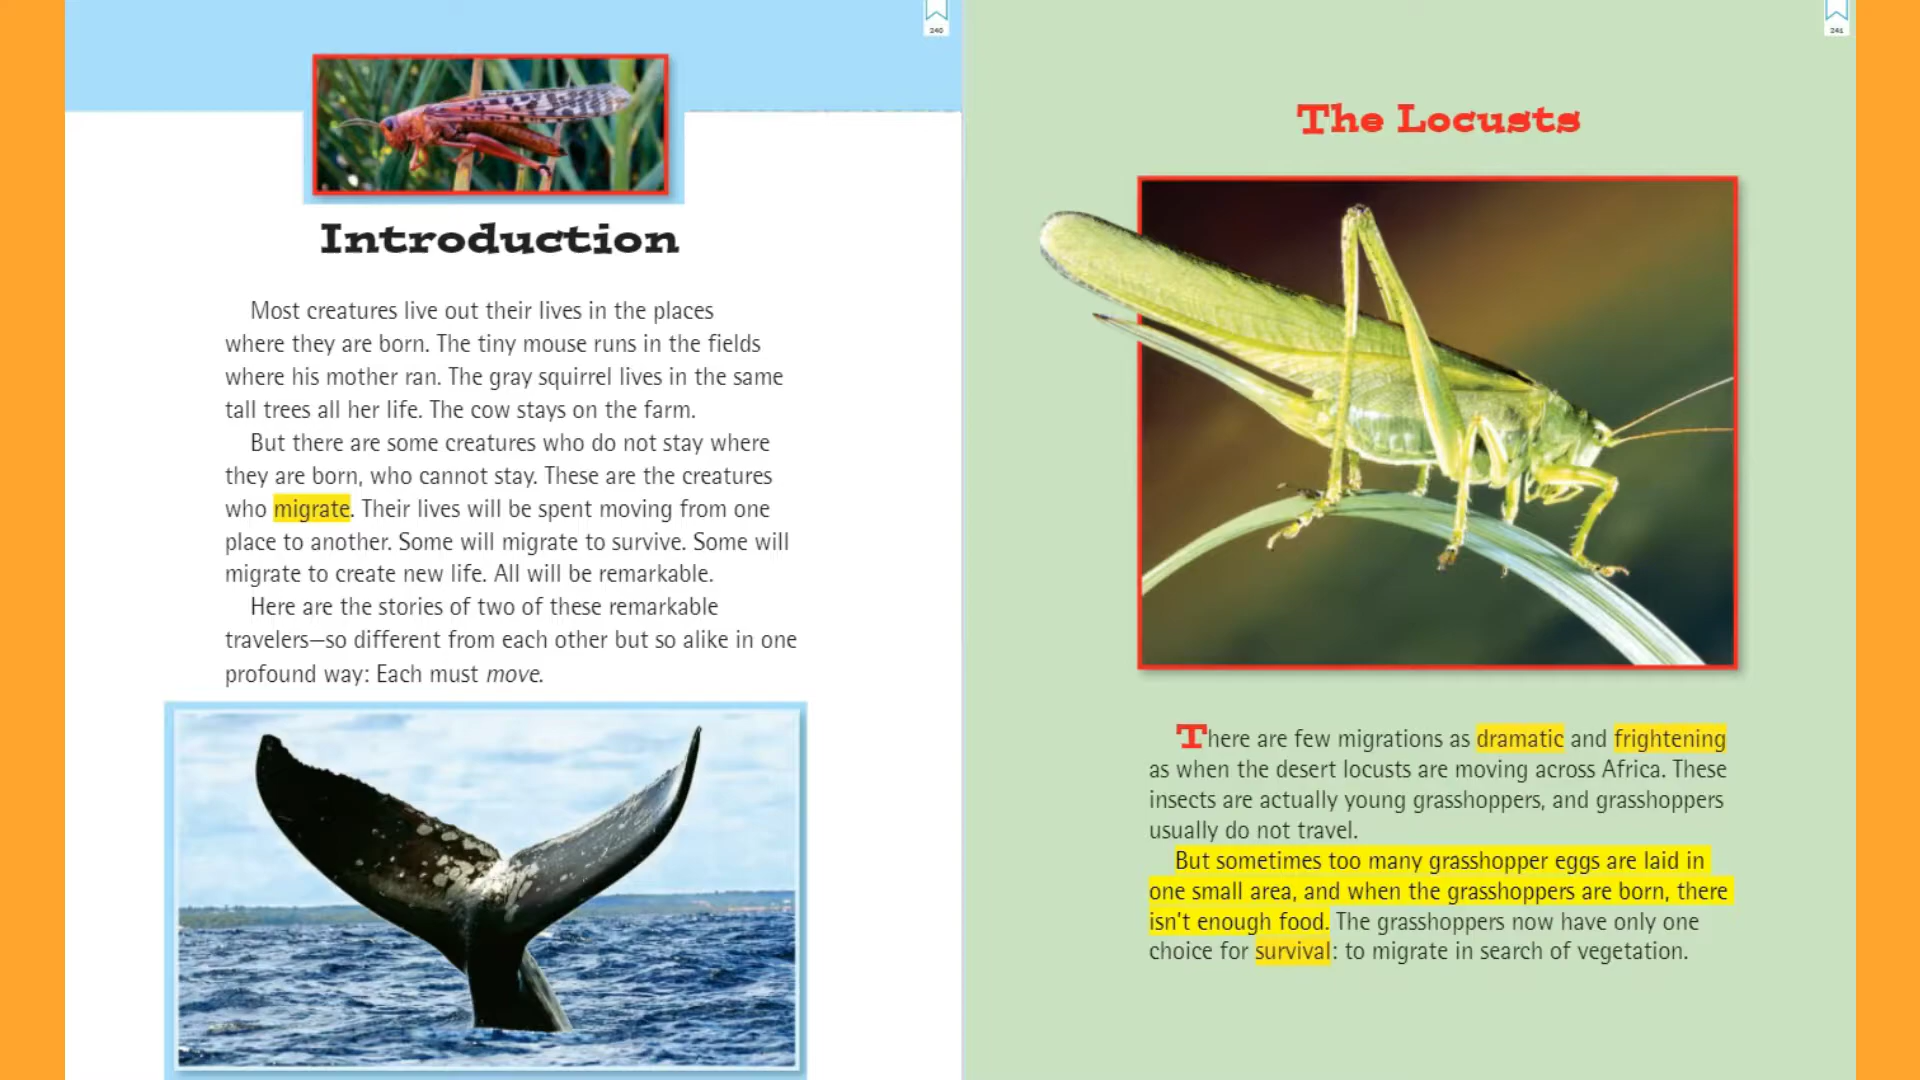 240
Introduction
Most creatures live out their lives in the places
where they are born. The tiny mouse runs in the fields
where his mother ran. The gray squirrel lives in the same
tall trees all her life. The cow stays on the farm.
But there are some creatures who do not stay where
they are born, who cannot stay. These are the creatures
who migrate. Their lives will be spent moving from one
place to another. Some will migrate to survive. Some will
migrate to create new life. All will be remarkable.
Here are the stories of two of these remarkable
travelers—so different from each other but so alike in one
profound way: Each must move.
241
The Locusts
There are few migrations as dramatic and frightening
as when the desert locusts are moving across Africa. These
insects are actually young grasshoppers, and grasshoppers
usually do not travel.
But sometimes too many grasshopper eggs are laid in
one small area, and when the grasshoppers are born, there
isn't enough food. The grasshoppers now have only one
choice for survival: to migrate in search of vegetation.